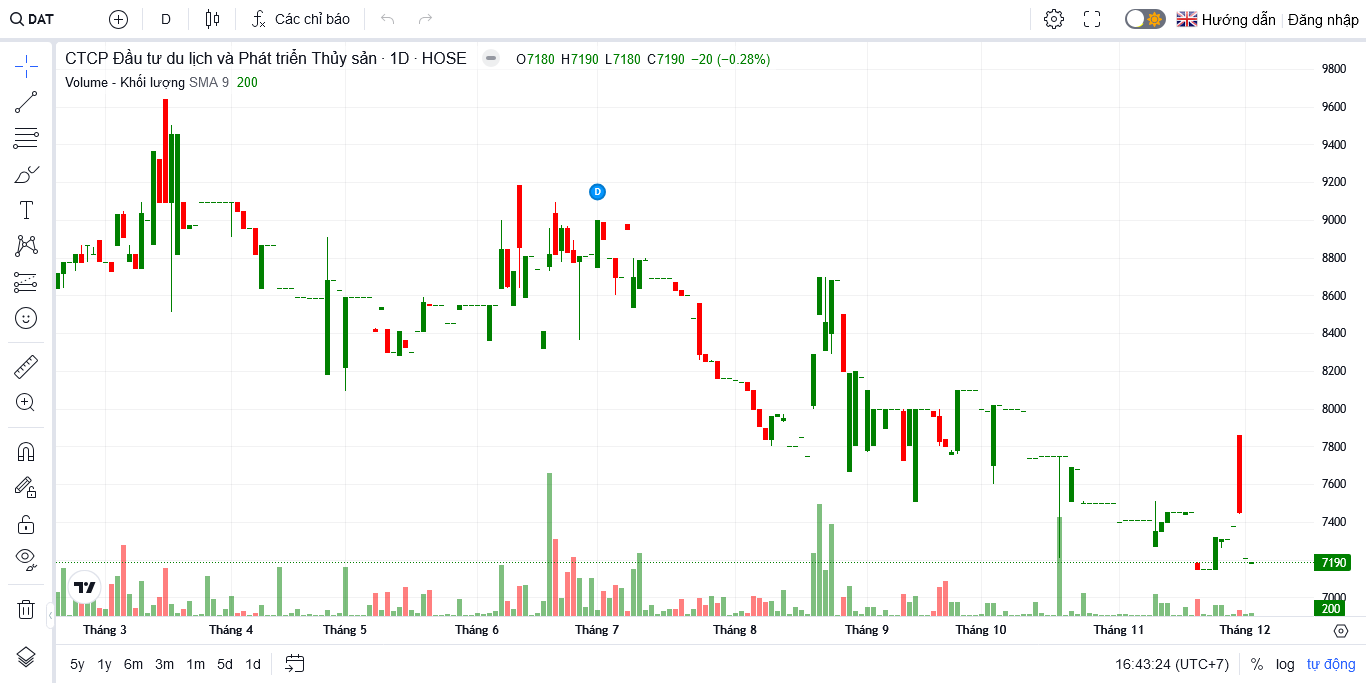 DAT D Các chỉ báo Hướng dẫn Đăng nhập
CTCP Đầu tư du lịch và Phát triển Thủy sản · 1D · HOSE O7180 H7190 L7180 C7190 −20 (−0.28%)
Volume - Khối lượng SMA 9 200
9800
9600
9400
9200
D
9000
8800
8600
8400
8200
8000
7800
7600
7400
7190
7000
200
Tháng 3 Tháng 4 Tháng 5 Tháng 6 Tháng 7 Tháng 8 Tháng 9 Tháng 10 Tháng 11 Tháng 12
5y 1y 6m 3m 1m 5d 1d 16:43:24 (UTC+7) % log tự động